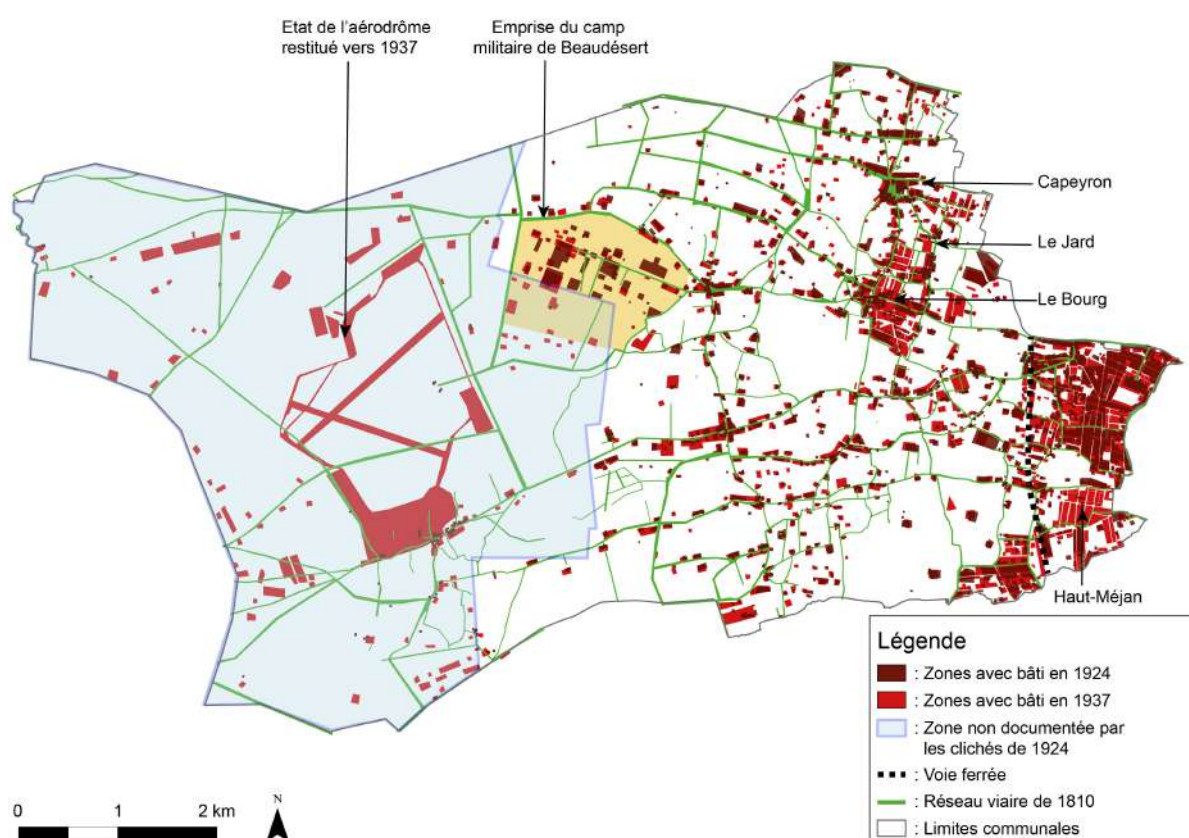 Etat de l'aérodrome
restitué vers 1937
Emprise du camp
militaire de Beaudésert
Capeyron
Le Jard
Le Bourg
Haut-Méjan
Légende
: Zones avec bâti en 1924
: Zones avec bâti en 1937
: Zone non documentée par
les clichés de 1924
: Voie ferrée
: Réseau viaire de 1810
: Limites communales
0 1 2 km
N